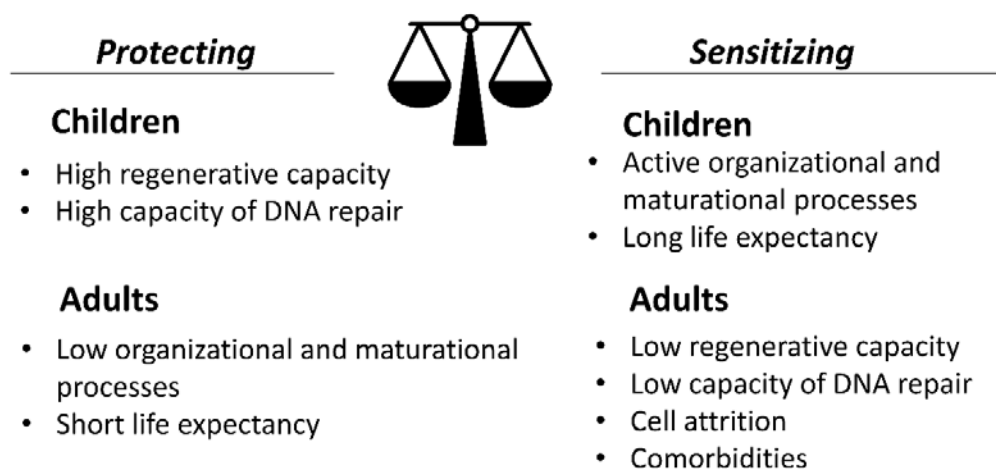 Protecting
Children
• High regenerative capacity
• High capacity of DNA repair
Adults
• Low organizational and maturational
processes
• Short life expectancy
Sensitizing
Children
• Active organizational and
maturational processes
• Long life expectancy
Adults
• Low regenerative capacity
• Low capacity of DNA repair
• Cell attrition
• Comorbidities